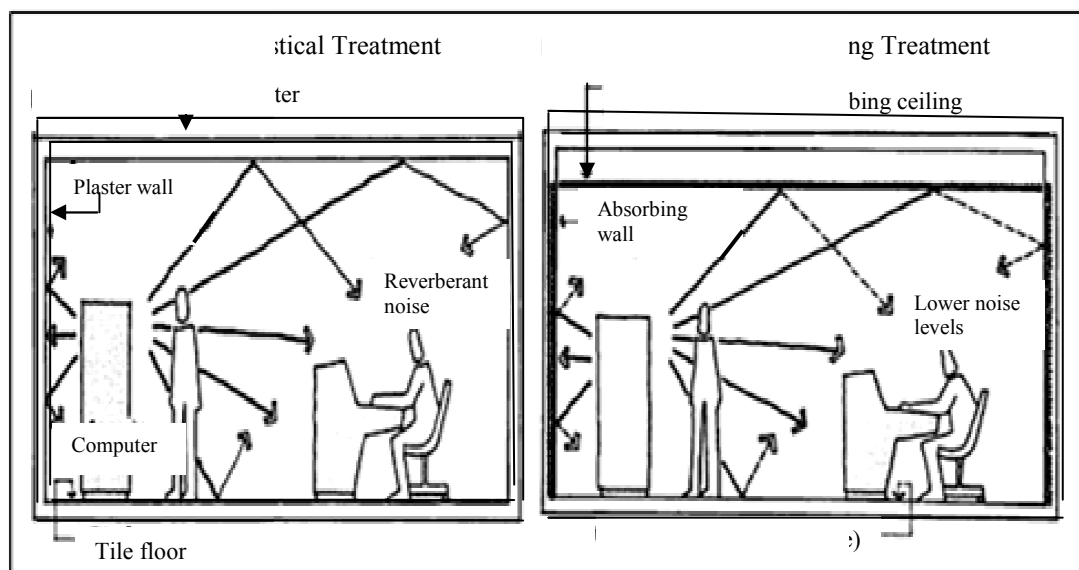 stical Treatment
ter
Plaster wall
Reverberant
noise
Computer
Tile floor
ng Treatment
bing ceiling
Absorbing
wall
Lower noise
levels
e)